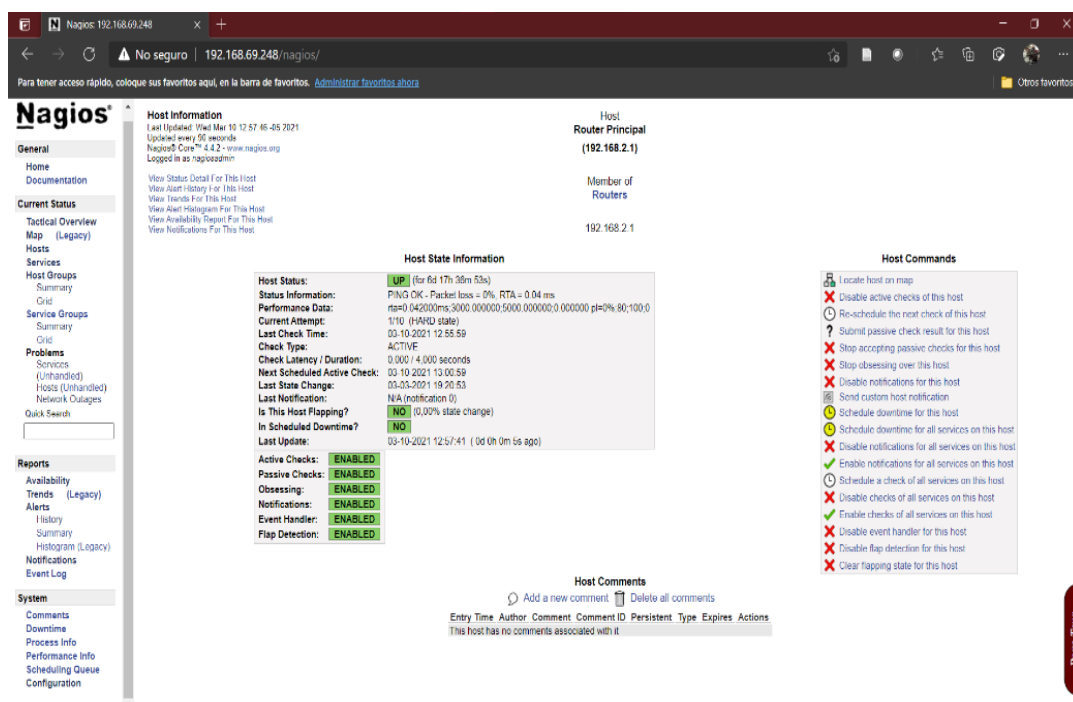 Nagios: 192.168.69.248
No seguro | 192.168.69.248/nagios/
Para tener acceso rápido, coloque sus favoritos aquí, en la barra de favoritos. Administrar favoritos ahora
Otros favoritos
Nagios®
General
Home
Documentation
Current Status
Tactical Overview
Map (Legacy)
Hosts
Services
Host Groups
Summary
Grid
Service Groups
Summary
Grid
Problems
Services
(Unhandled)
Hosts (Unhandled)
Network Outages
Quick Search
Reports
Availability
Trends (Legacy)
Alerts
History
Summary
Histogram (Legacy)
Notifications
Event Log
System
Comments
Downtime
Process Info
Performance Info
Scheduling Queue
Configuration
Host Information
Last Updated: Wed Mar 10 12:57:46 -05 2021
Updated every 90 seconds
Nagios® Core™ 4.4.2 - www.nagios.org
Logged in as nagiosadmin
View Status Detail For This Host
View Alert History For This Host
View Trends For This Host
View Alert Histogram For This Host
View Availability Report For This Host
View Notifications For This Host
Host
Router Principal
(192.168.2.1)
Member of
Routers
192.168.2.1
Host State Information
Host Status: UP (for 6d 17h 36m 53s)
Status Information: PING OK - Packet loss = 0%, RTA = 0.04 ms
Performance Data: rta=0.042000ms;3000.000000;5000.000000;0.000000 pl=0%;80;100;0
Current Attempt: 1/10 (HARD state)
Last Check Time: 03-10-2021 12:55:59
Check Type: ACTIVE
Check Latency / Duration: 0,000 / 4,000 seconds
Next Scheduled Active Check: 03-10-2021 13:00:59
Last State Change: 03-03-2021 19:20:53
Last Notification: N/A (notification 0)
Is This Host Flapping? NO (0,00% state change)
In Scheduled Downtime? NO
Last Update: 03-10-2021 12:57:41 ( 0d 0h 0m 5s ago)
Active Checks: ENABLED
Passive Checks: ENABLED
Obsessing: ENABLED
Notifications: ENABLED
Event Handler: ENABLED
Flap Detection: ENABLED
Host Commands
Locate host on map
Disable active checks of this host
Re-schedule the next check of this host
? Submit passive check result for this host
Stop accepting passive checks for this host
Stop obsessing over this host
Disable notifications for this host
Send custom host notification
Schedule downtime for this host
Schedule downtime for all services on this host
Disable notifications for all services on this host
Enable notifications for all services on this host
Schedule a check of all services on this host
Disable checks of all services on this host
Enable checks of all services on this host
Disable event handler for this host
Disable flap detection for this host
Clear flapping state for this host
Host Comments
Add a new comment Delete all comments
Entry Time Author Comment Comment ID Persistent Type Expires Actions
This host has no comments associated with it